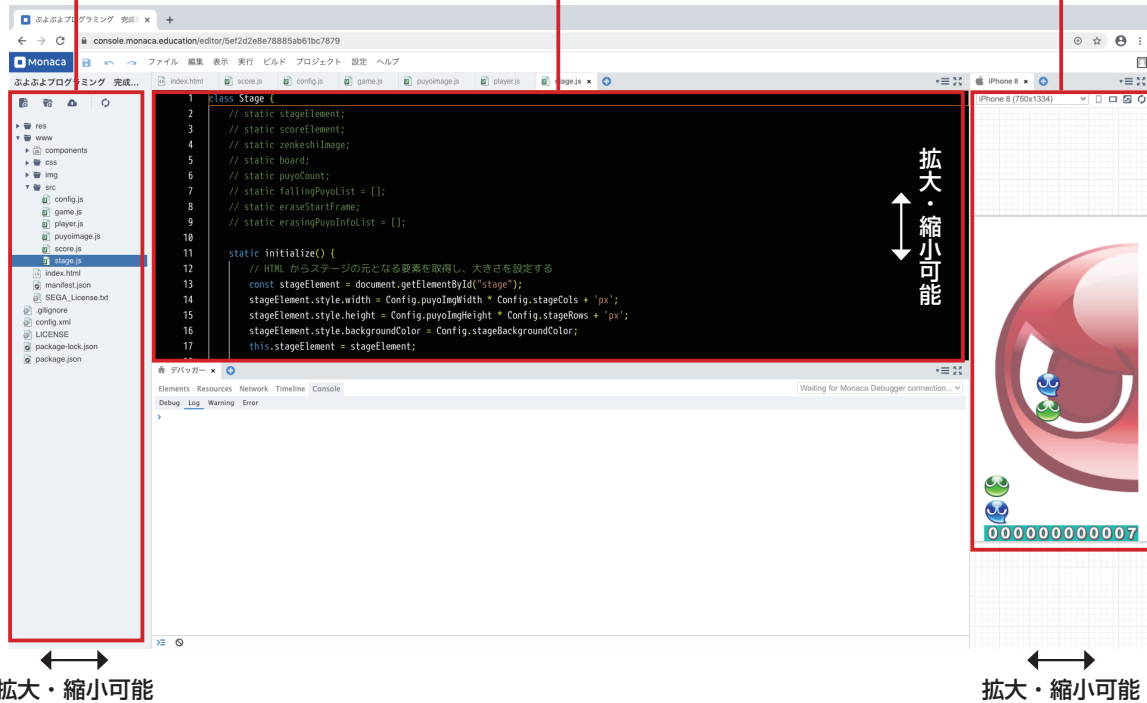 ぷよぷよプログラミング 完成
console.monaca.education/editor/5ef2d2e8e78885ab61bc7879
Monaca ファイル 編集 表示 実行 ビルド プロジェクト 設定 ヘルプ
ぷよぷよプログラミング 完成...
index.html score.js config.js game.js puyoimage.js player.js stage.js
iPhone 8
iPhone 8 (750x1334)
res
www
components
css
img
src
config.js
game.js
player.js
puyoimage.js
score.js
stage.js
index.html
manifest.json
SEGA_License.txt
.gitignore
config.xml
LICENSE
package-lock.json
package.json
1 class Stage {
2 // static stageElement;
3 // static scoreElement;
4 // static zenkeshiImage;
5 // static board;
6 // static puyoCount;
7 // static fallingPuyoList = [];
8 // static eraseStartFrame;
9 // static erasingPuyoInfoList = [];
10
11 static initialize() {
12 // HTML からステージの元となる要素を取得し、大きさを設定する
13 const stageElement = document.getElementById("stage");
14 stageElement.style.width = Config.puyoImgWidth * Config.stageCols + 'px';
15 stageElement.style.height = Config.puyoImgHeight * Config.stageRows + 'px';
16 stageElement.style.backgroundColor = Config.stageBackgroundColor;
17 this.stageElement = stageElement;
拡大・縮小可能
デバッガー
Elements Resources Network Timeline Console
Waiting for Monaca Debugger connection...
Debug Log Warning Error
000000000007
拡大・縮小可能
拡大・縮小可能